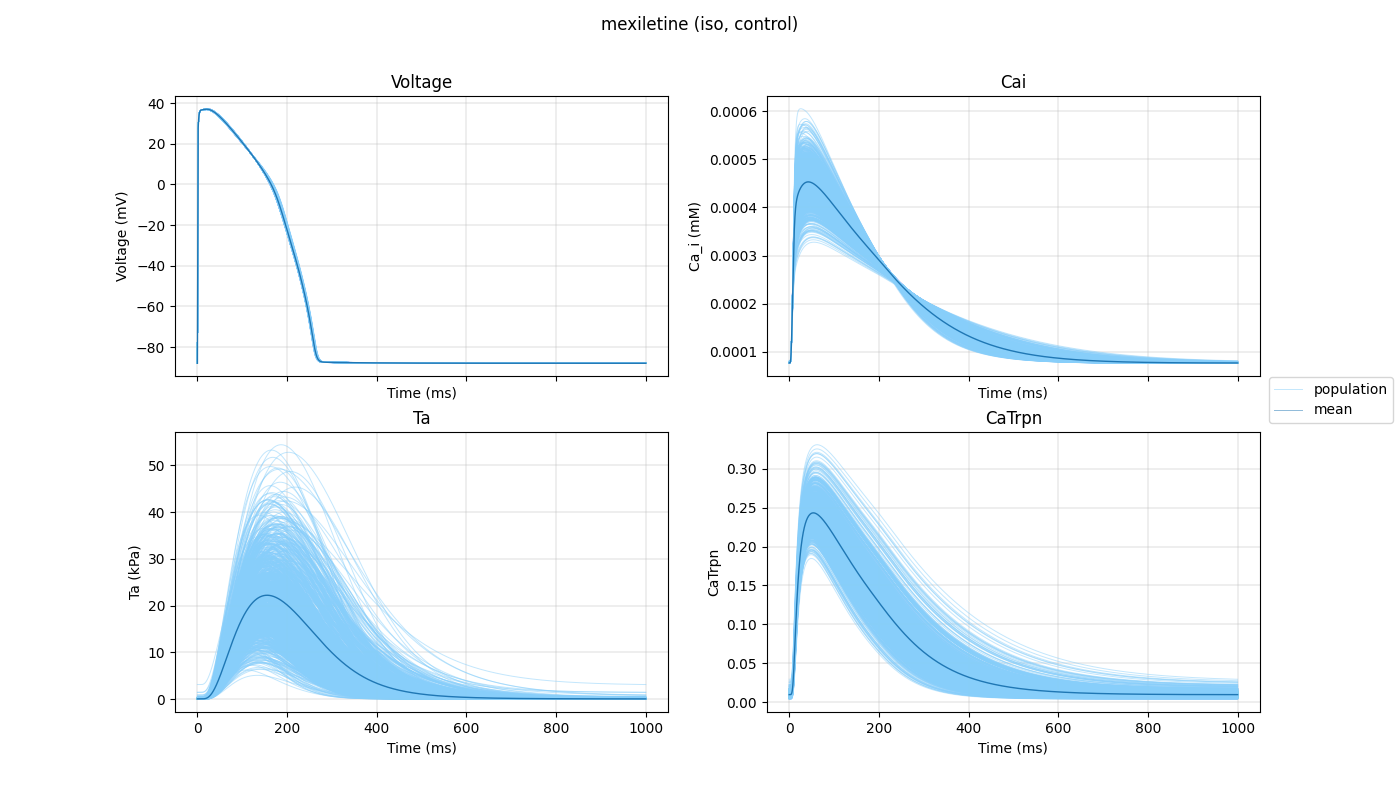 mexiletine (iso, control)
Voltage
Voltage (mV)
40
20
0
−20
−40
−60
−80
Time (ms)
Cai
Ca_i (mM)
0.0006
0.0005
0.0004
0.0003
0.0002
0.0001
Time (ms)
population
mean
Ta
Ta (kPa)
50
40
30
20
10
0
0 200 400 600 800 1000
Time (ms)
CaTrpn
CaTrpn
0.30
0.25
0.20
0.15
0.10
0.05
0.00
0 200 400 600 800 1000
Time (ms)